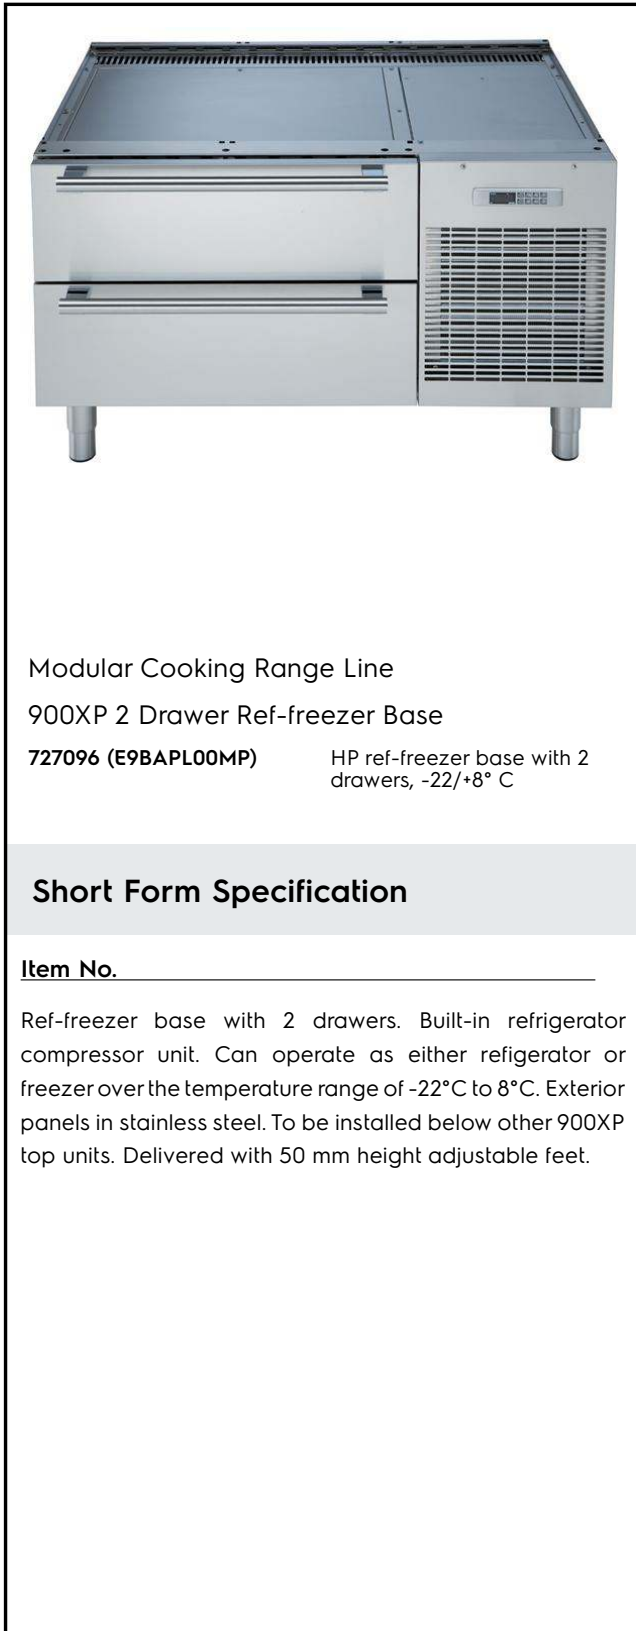 Modular Cooking Range Line
900XP 2 Drawer Ref-freezer Base
727096 (E9BAPL00MP) HP ref-freezer base with 2
drawers, -22/+8° C
Short Form Specification
Item No.
Ref-freezer base with 2 drawers. Built-in refrigerator
compressor unit. Can operate as either refigerator or
freezer over the temperature range of -22°C to 8°C. Exterior
panels in stainless steel. To be installed below other 900XP
top units. Delivered with 50 mm height adjustable feet.